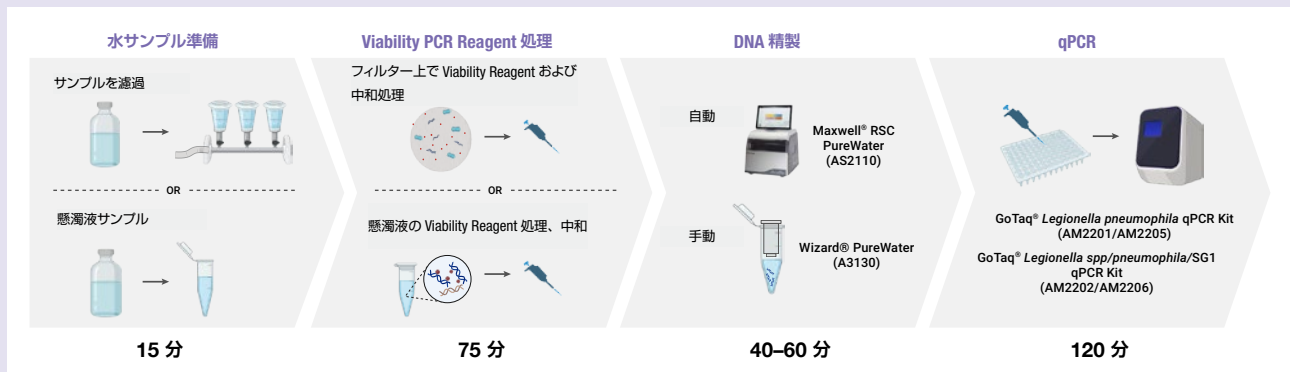 水サンプル準備
サンプルを濾過
OR
懸濁液サンプル
15 分
Viability PCR Reagent 処理
フィルター上で Viability Reagent および
中和処理
OR
懸濁液の Viability Reagent 処理、中和
75 分
DNA 精製
自動
Maxwell® RSC
PureWater
(AS2110)
手動
Wizard® PureWater
(A3130)
40–60 分
qPCR
GoTaq® Legionella pneumophila qPCR Kit
(AM2201/AM2205)
GoTaq® Legionella spp/pneumophila/SG1
qPCR Kit
(AM2202/AM2206)
120 分